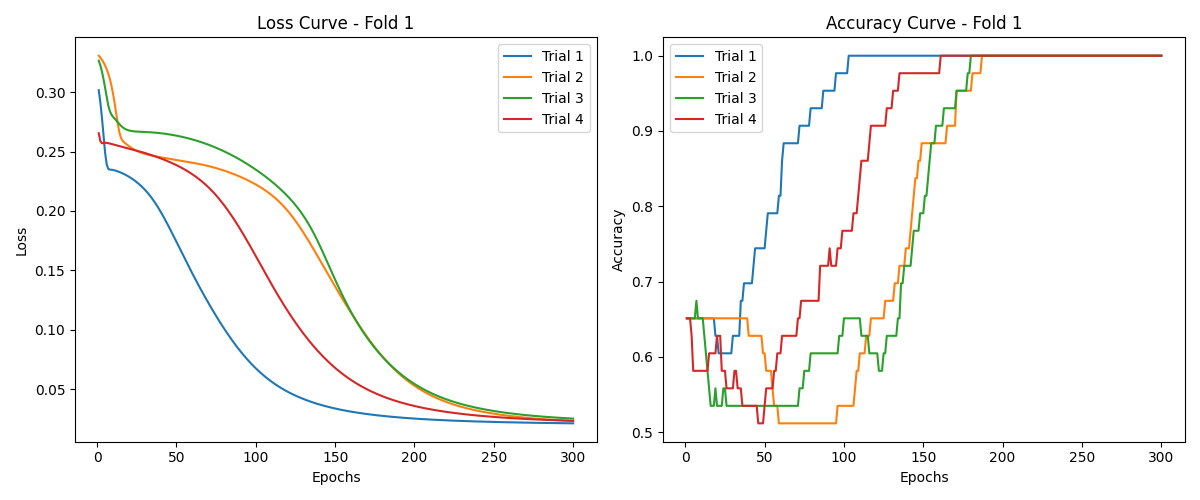 Loss Curve - Fold 1
Loss
0.30
0.25
0.20
0.15
0.10
0.05
Trial 1
Trial 2
Trial 3
Trial 4
0
50
100
150
200
250
300
Epochs
Accuracy Curve - Fold 1
Accuracy
1.0
0.9
0.8
0.7
0.6
0.5
Trial 1
Trial 2
Trial 3
Trial 4
0
50
100
150
200
250
300
Epochs